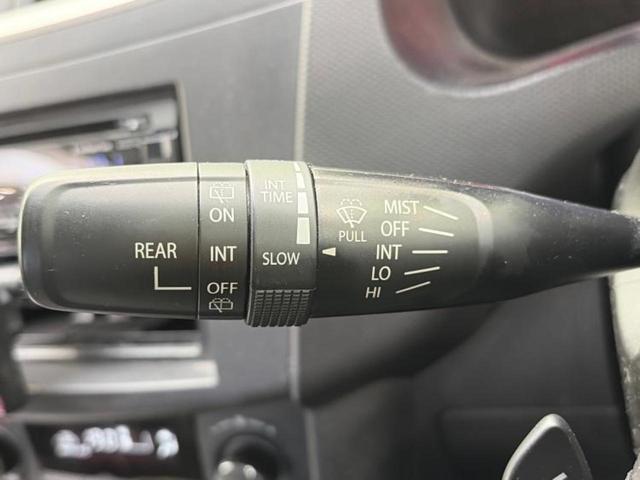 REAR
ON
INT
OFF
INT
TIME
SLOW
PULL
MIST
OFF
INT
LO
HI